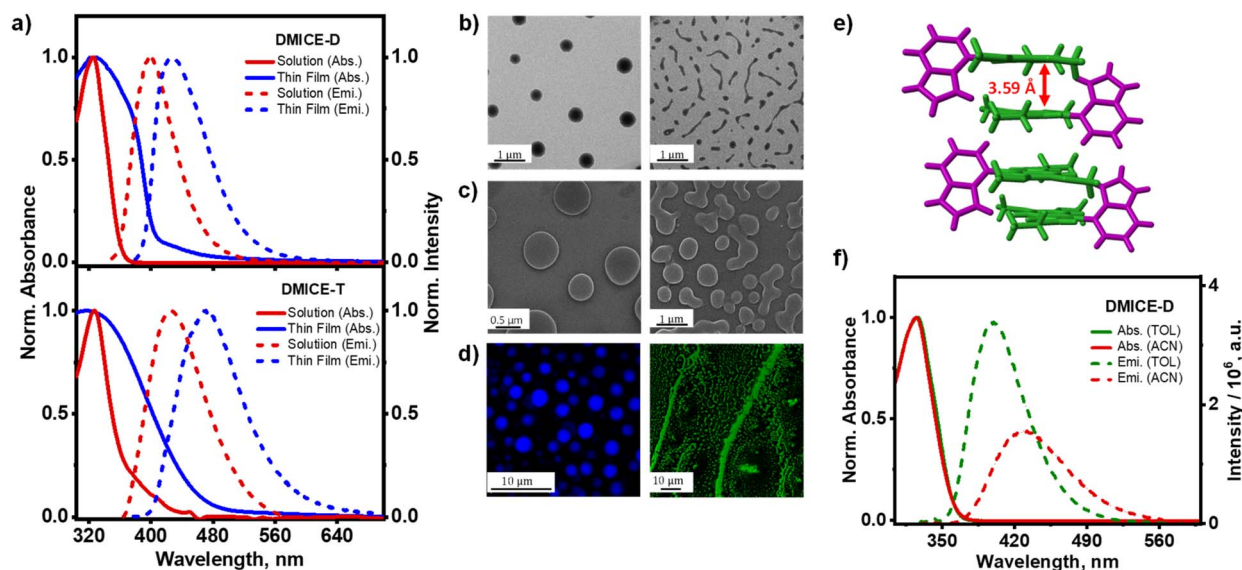 a)
DMICE-D
Solution (Abs.)
Thin Film (Abs.)
Solution (Emi.)
Thin Film (Emi.)
1.0
0.5
0.0
1.0
0.5
0.0
DMICE-T
Solution (Abs.)
Thin Film (Abs.)
Solution (Emi.)
Thin Film (Emi.)
1.0
0.5
0.0
1.0
0.5
0.0
Norm. Absorbance
Norm. Intensity
320 400 480 560 640
Wavelength, nm
b)
1 μm
1 μm
c)
0.5 μm
1 μm
d)
10 μm
10 μm
e)
3.59 Å
f)
DMICE-D
Abs. (TOL)
Abs. (ACN)
Emi. (TOL)
Emi. (ACN)
1.0
0.5
0.0
4
2
0
Norm. Absorbance
Intensity / 10⁶, a.u.
350 420 490 560
Wavelength, nm